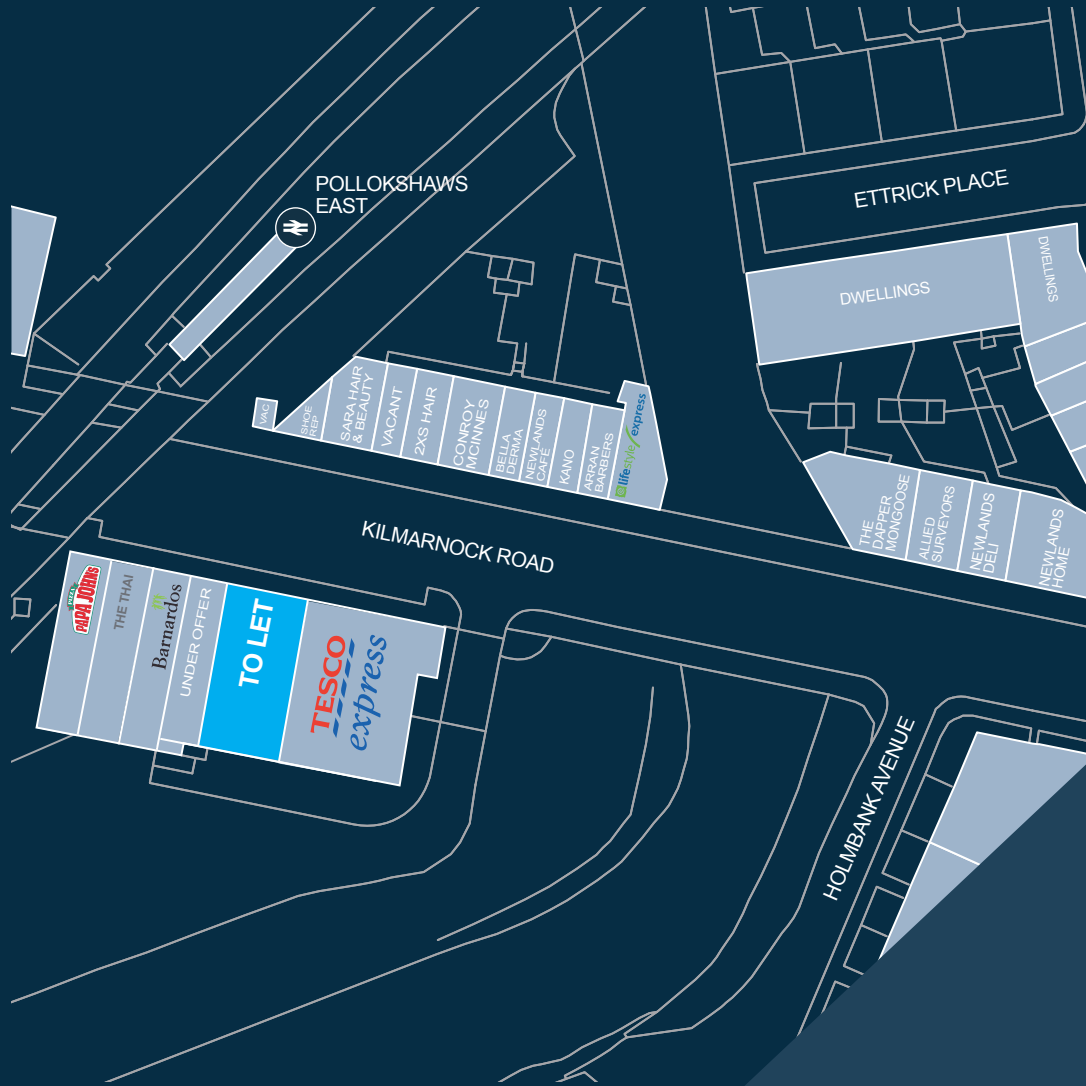 POLLOKSHAWS
EAST
ETTRICK PLACE
DWELLINGS
DWELLINGS
VAC
SHOE
REP
SARA HAIR
& BEAUTY
VACANT
2XS HAIR
CONROY
MCINNES
BELLA
DERMA
NEWLANDS
CAFE
KANO
ARRAN
BARBERS
lifestyle express
THE
DAPPER
MONGOOSE
ALLIED
SURVEYORS
NEWLANDS
DELI
NEWLANDS
HOME
KILMARNOCK ROAD
PIZZA
PAPA JOHNS
THE THAI
Barnardos
UNDER OFFER
TO LET
TESCO
express
HOLMBANK AVENUE